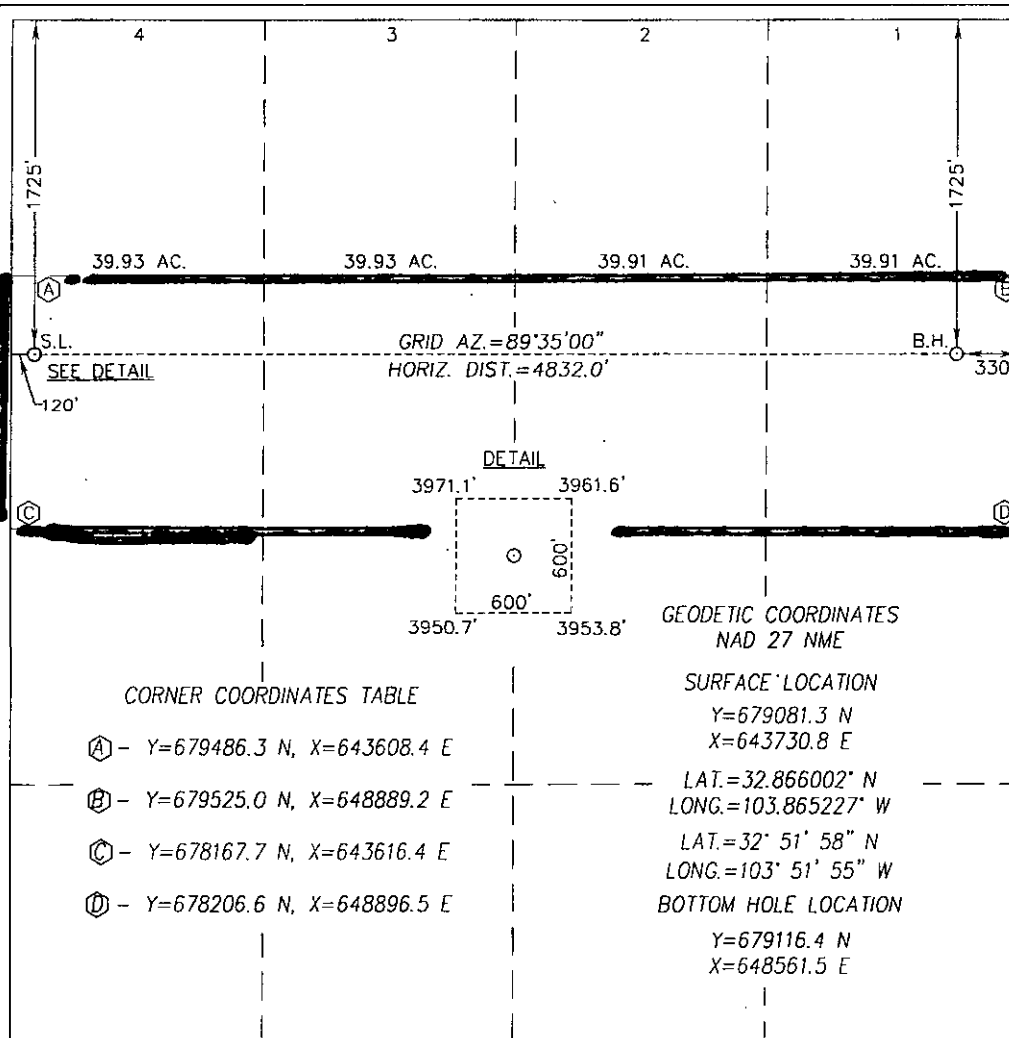 4 3 2 1
1725' 1725'
39.93 AC. 39.93 AC. 39.91 AC. 39.91 AC.
A B
S.L. GRID AZ.=89°35'00" B.H.
SEE DETAIL HORIZ. DIST.=4832.0' 330
120'
DETAIL
3971.1' 3961.6'
C D
600'
600'
3950.7' 3953.8'
GEODETIC COORDINATES
NAD 27 NME
SURFACE LOCATION
Y=679081.3 N
X=643730.8 E
LAT.=32.866002° N
LONG.=103.865227° W
LAT.=32° 51' 58" N
LONG.=103° 51' 55" W
BOTTOM HOLE LOCATION
Y=679116.4 N
X=648561.5 E
CORNER COORDINATES TABLE
A - Y=679486.3 N, X=643608.4 E
B - Y=679525.0 N, X=648889.2 E
C - Y=678167.7 N, X=643616.4 E
D - Y=678206.6 N, X=648896.5 E